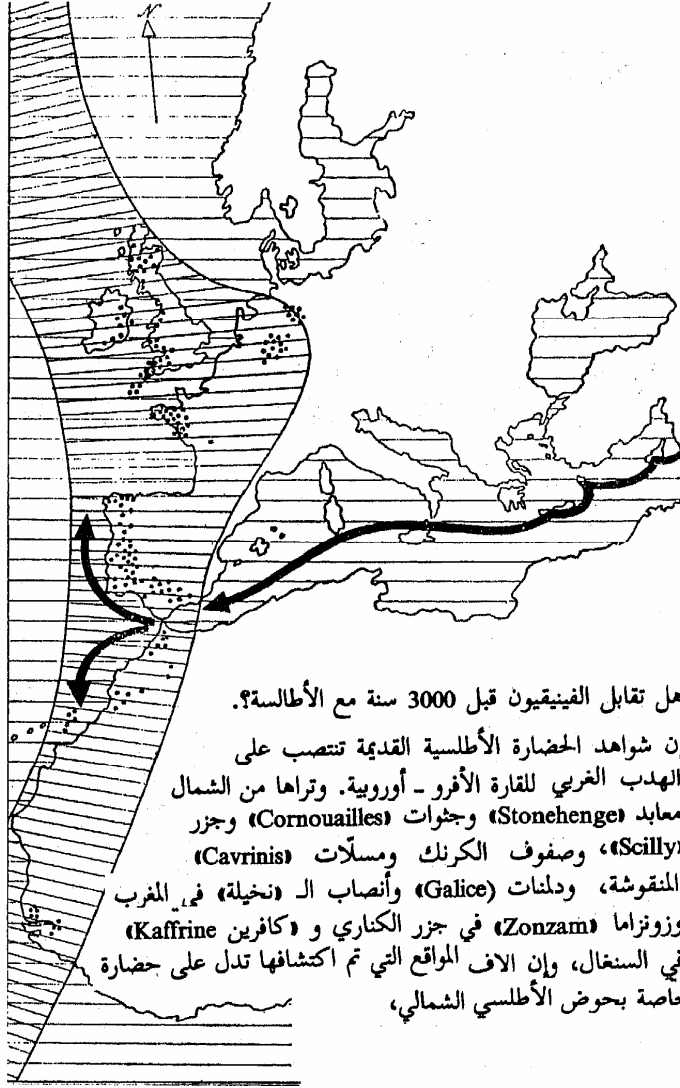 N
هل تقابل الفينيقيون قبل 3000 سنة مع الأطالسة؟.
إن شواهد الحضارة الأطلسية القديمة تنتصب على
الهدب الغربي للقارة الأفرو - أوروبية. وتراها من الشمال
معابد «Stonehenge» وجثوات «Cornouailles» وجزر
«Scilly»، وصفوف الكرنك ومسلّات «Cavrinis»
المنقوشة، ودلمنات (Galice) وأنصاب الـ «نخيلة» في المغرب
وزونزاما «Zonzam» في جزر الكناري و «كافرين Kaffrine»
في السنغال، وإن الاف المواقع التي تم اكتشافها تدل على حضارة
خاصة بحوض الأطلسي الشمالي،